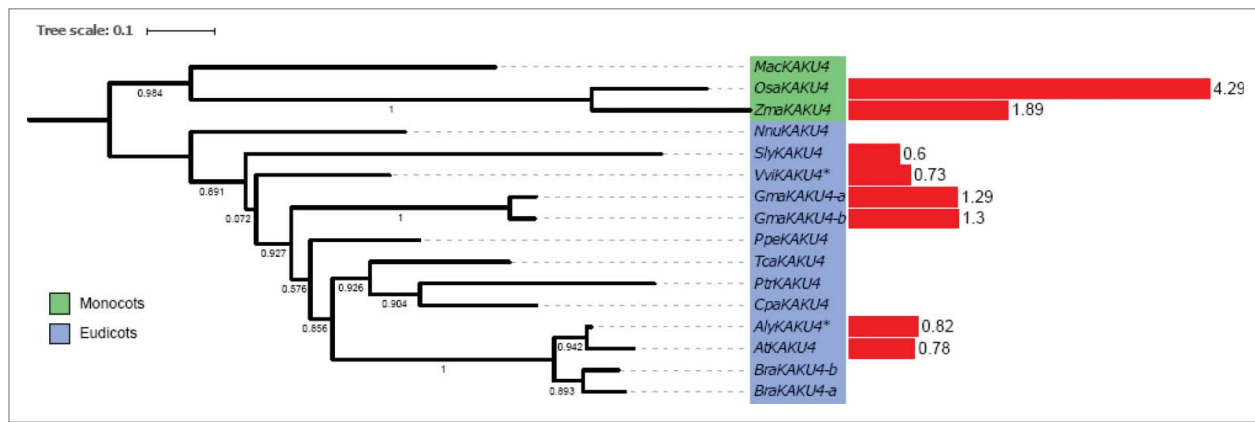 Tree scale: 0.1
MacKAKU4
OsaKAKU4 4.29
0.984
1
ZmaKAKU4 1.89
NnuKAKU4
SlyKAKU4 0.6
VviKAKU4* 0.73
0.891
GmaKAKU4-a 1.29
0.072
1
GmaKAKU4-b 1.3
PpeKAKU4
0.927
TcaKAKU4
0.576
0.926
PtrKAKU4
0.904
CpaKAKU4
Monocots
Eudicots
0.856
AlyKAKU4* 0.82
0.942
AtKAKU4 0.78
1
BraKAKU4-b
0.893
BraKAKU4-a